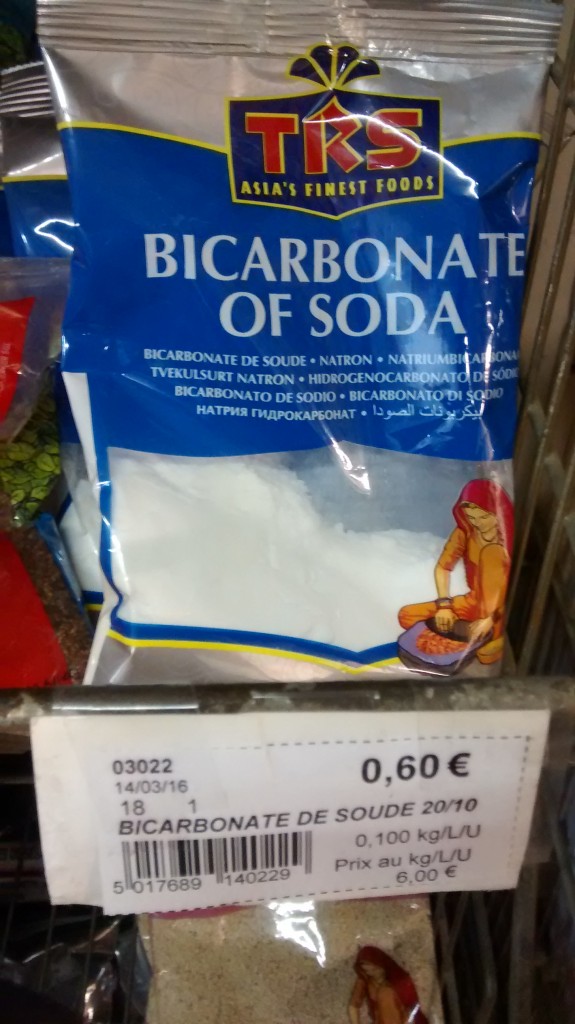 TRS
ASIA'S FINEST FOODS
BICARBONATE
OF SODA
BICARBONATE DE SOUDE • NATRON • NATRIUMBICARBONA
TVEKULSURT NATRON • HIDROGENOCARBONATO DE SÓDIO
BICARBONATO DE SODIO • BICARBONATO DI SODIO
НАТРИЯ ГИДРОКАРБОНАТ • بيكربونات الصودا
03022
0,60 €
14/03/16
18 1
BICARBONATE DE SOUDE 20/10
0,100 kg/L/U
Prix au kg/L/U
6,00 €
5 017689 140229